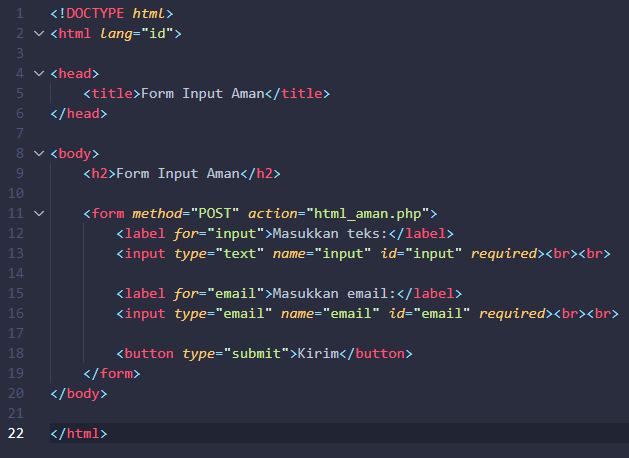 1 <!DOCTYPE html>
2 <html lang="id">
3
4 <head>
5     <title>Form Input Aman</title>
6 </head>
7
8 <body>
9     <h2>Form Input Aman</h2>
10
11     <form method="POST" action="html_aman.php">
12         <label for="input">Masukkan teks:</label>
13         <input type="text" name="input" id="input" required><br><br>
14
15         <label for="email">Masukkan email:</label>
16         <input type="email" name="email" id="email" required><br><br>
17
18         <button type="submit">Kirim</button>
19     </form>
20 </body>
21
22 </html>